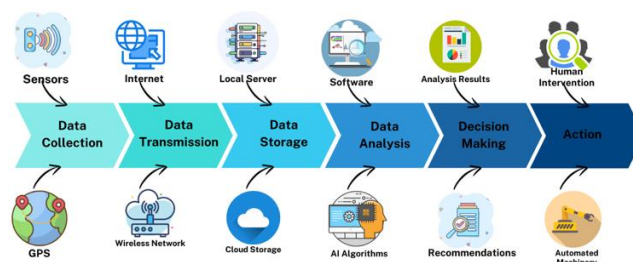 Sensors
Internet
Local Server
Software
Analysis Results
Human
Intervention
Data
Collection
Data
Transmission
Data
Storage
Data
Analysis
Decision
Making
Action
GPS
Wireless Network
Cloud Storage
AI Algorithms
Recommendations
Automated
Machinery